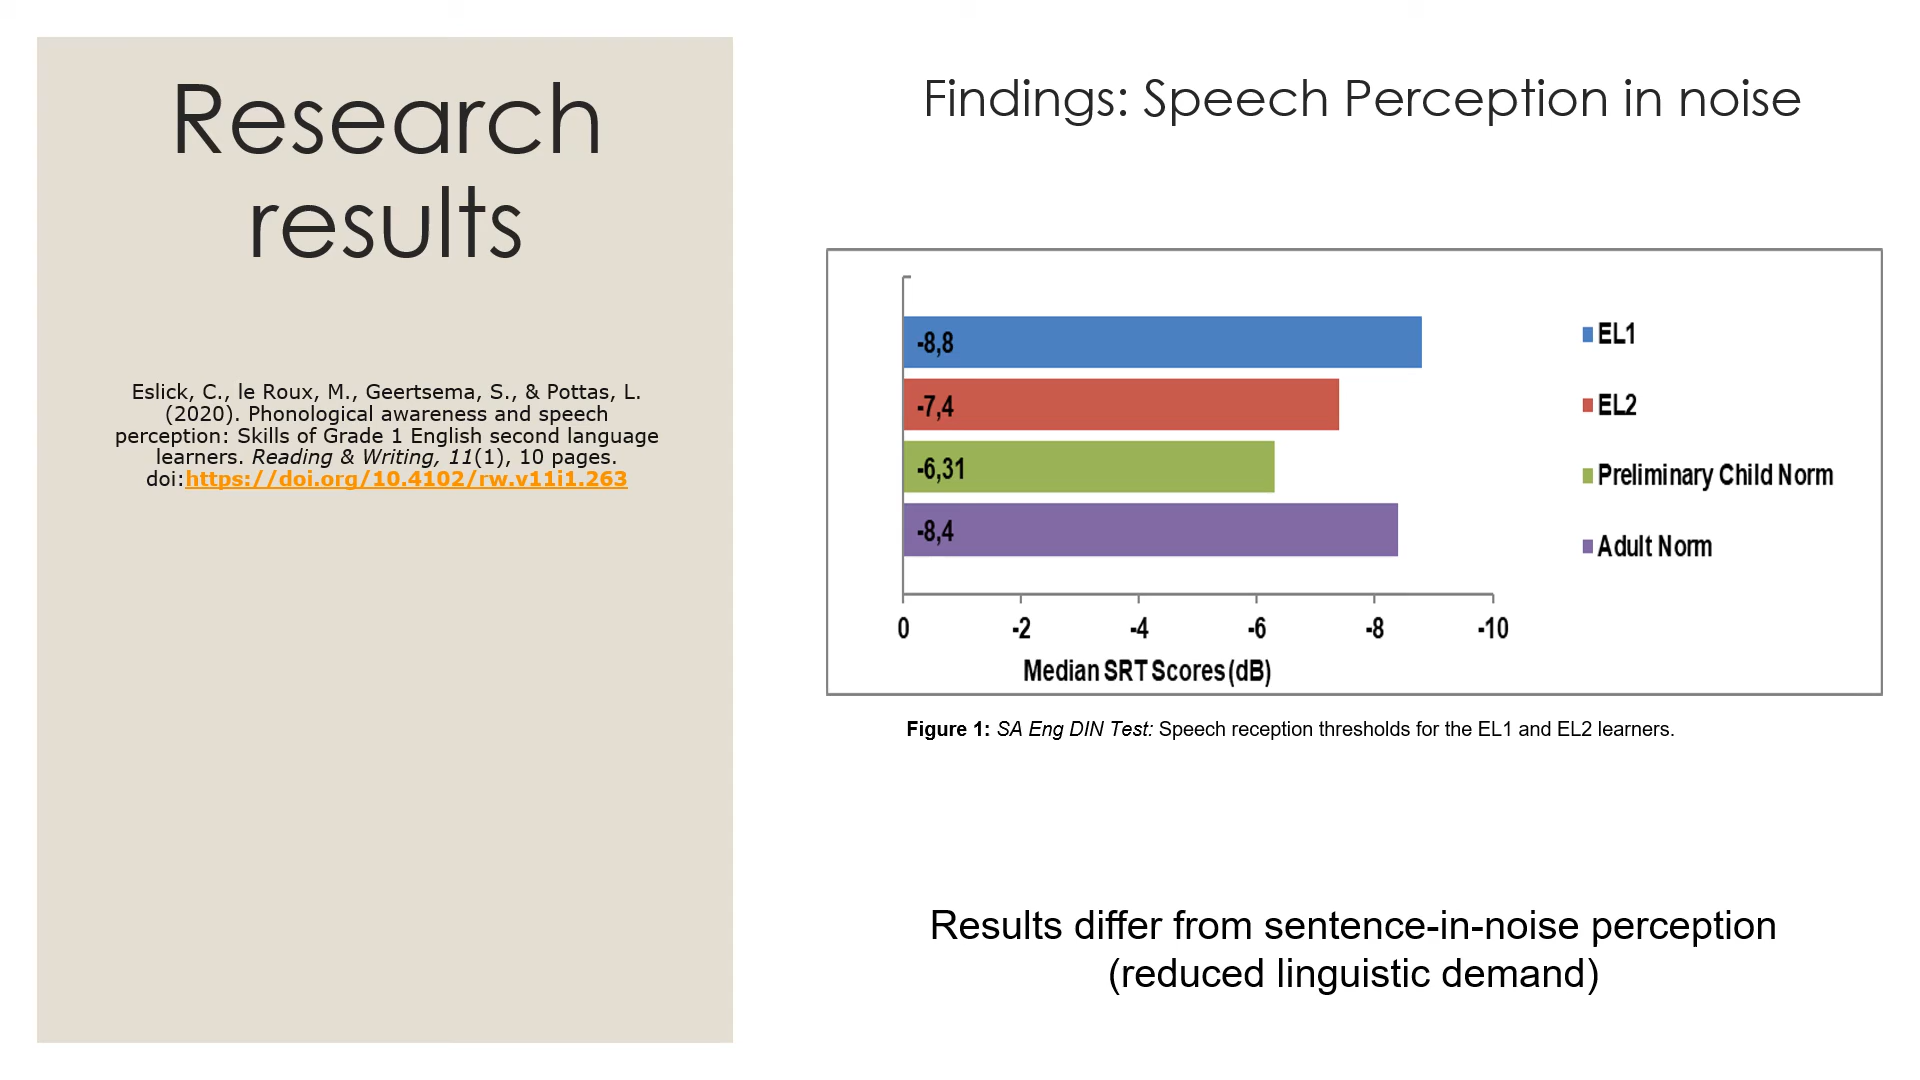 Research
results
Eslick, C., le Roux, M., Geertsema, S., & Pottas, L.
(2020). Phonological awareness and speech
perception: Skills of Grade 1 English second language
learners. Reading & Writing, 11(1), 10 pages.
doi:https://doi.org/10.4102/rw.v11i1.263
Findings: Speech Perception in noise
-8,8
-7,4
-6,31
-8,4
0 -2 -4 -6 -8 -10
Median SRT Scores (dB)
EL1
EL2
Preliminary Child Norm
Adult Norm
Figure 1: SA Eng DIN Test: Speech reception thresholds for the EL1 and EL2 learners.
Results differ from sentence-in-noise perception
(reduced linguistic demand)